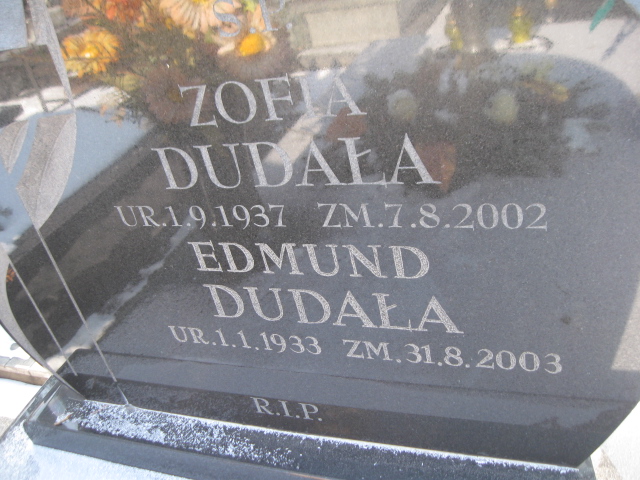 ZOFIA
DUDAŁA
UR.1.9.1937 ZM.7.8.2002
EDMUND
DUDAŁA
UR.1.1.1933 ZM.31.8.2003
R.I.P.